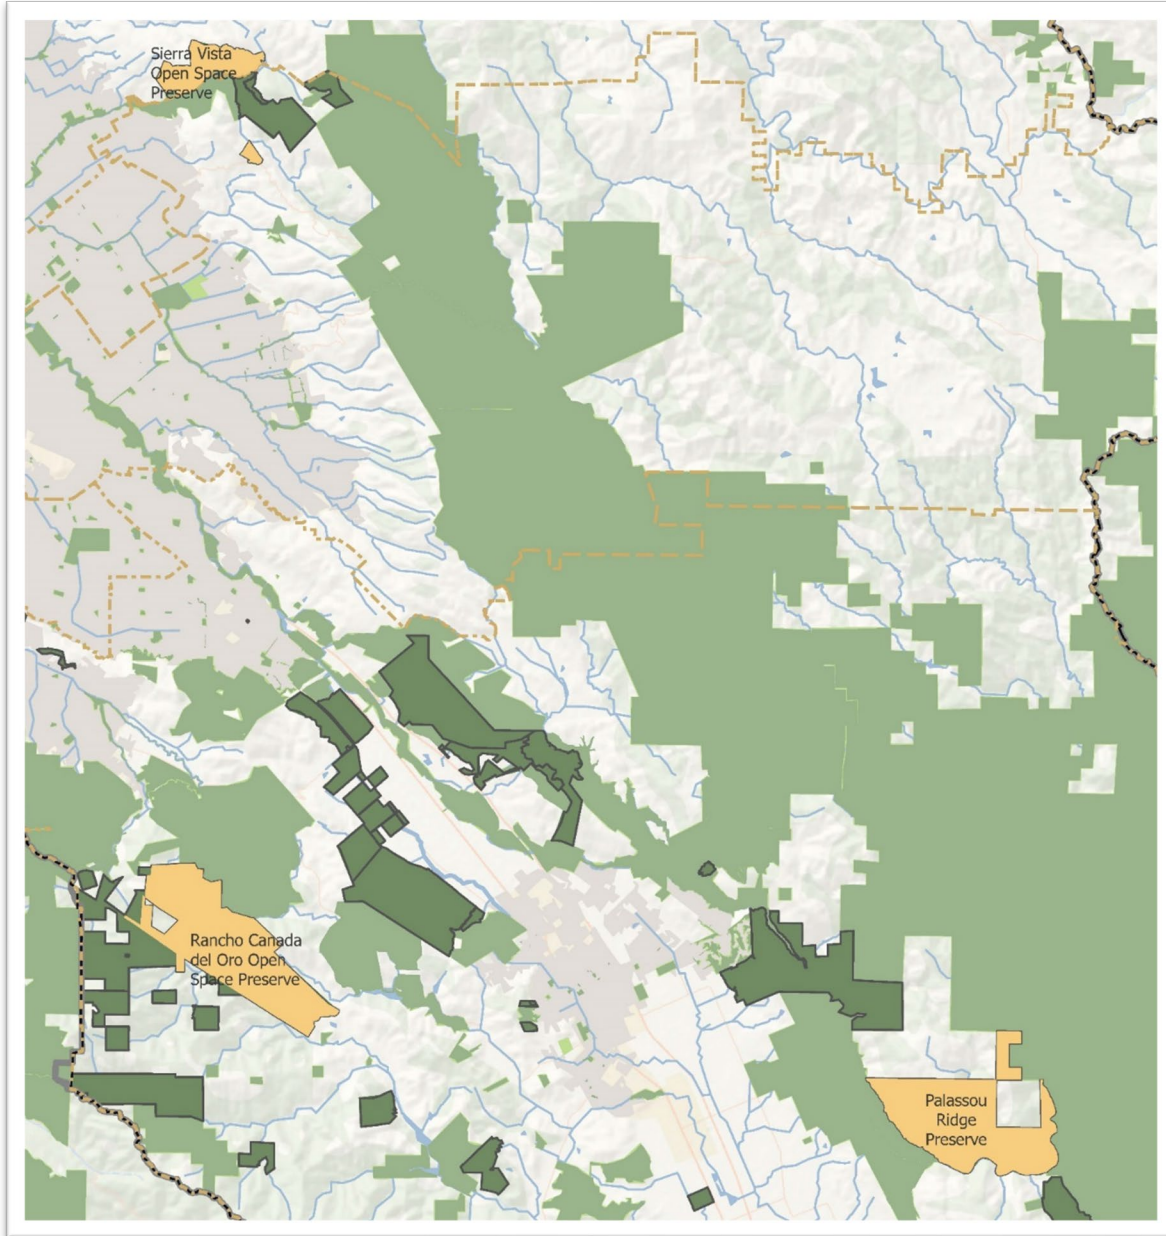 Sierra Vista
Open Space
Preserve
Rancho Canada
del Oro Open
Space Preserve
Palassou
Ridge
Preserve